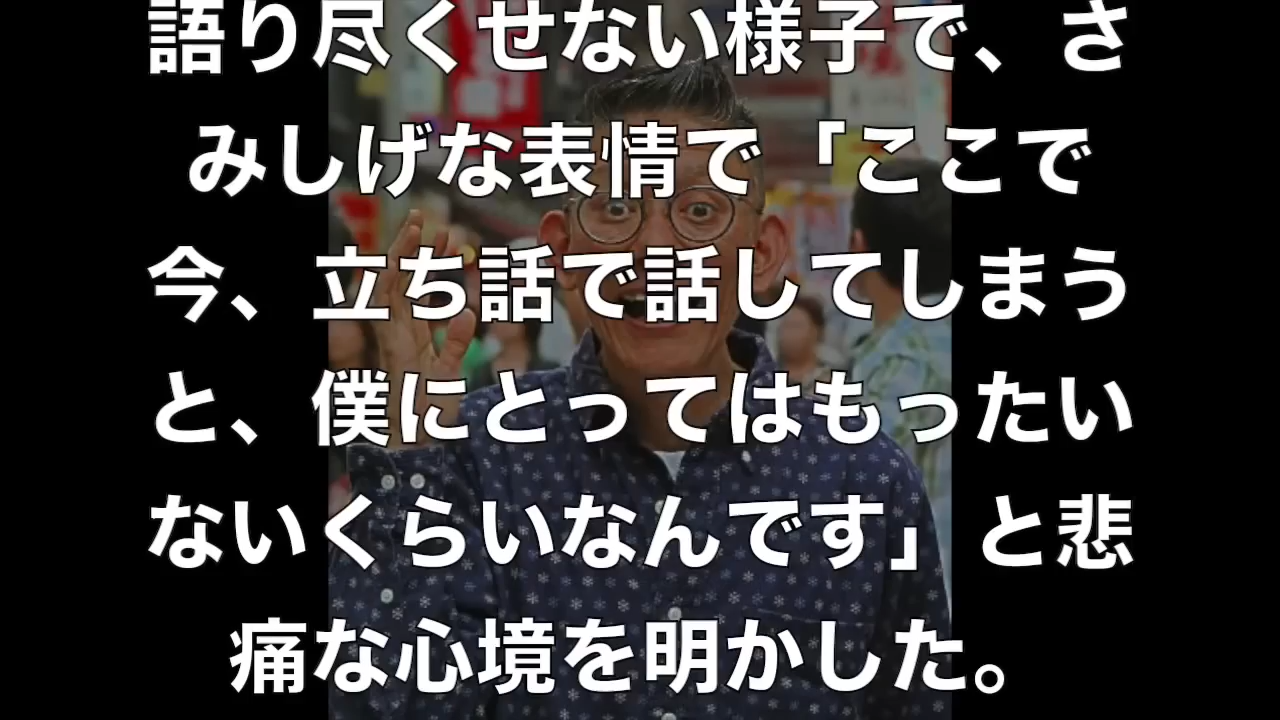 語り尽くせない様子で、さ
みしげな表情で「ここで
今、立ち話で話してしまう
と、僕にとってはもったい
ないくらいなんです」と悲
痛な心境を明かした。